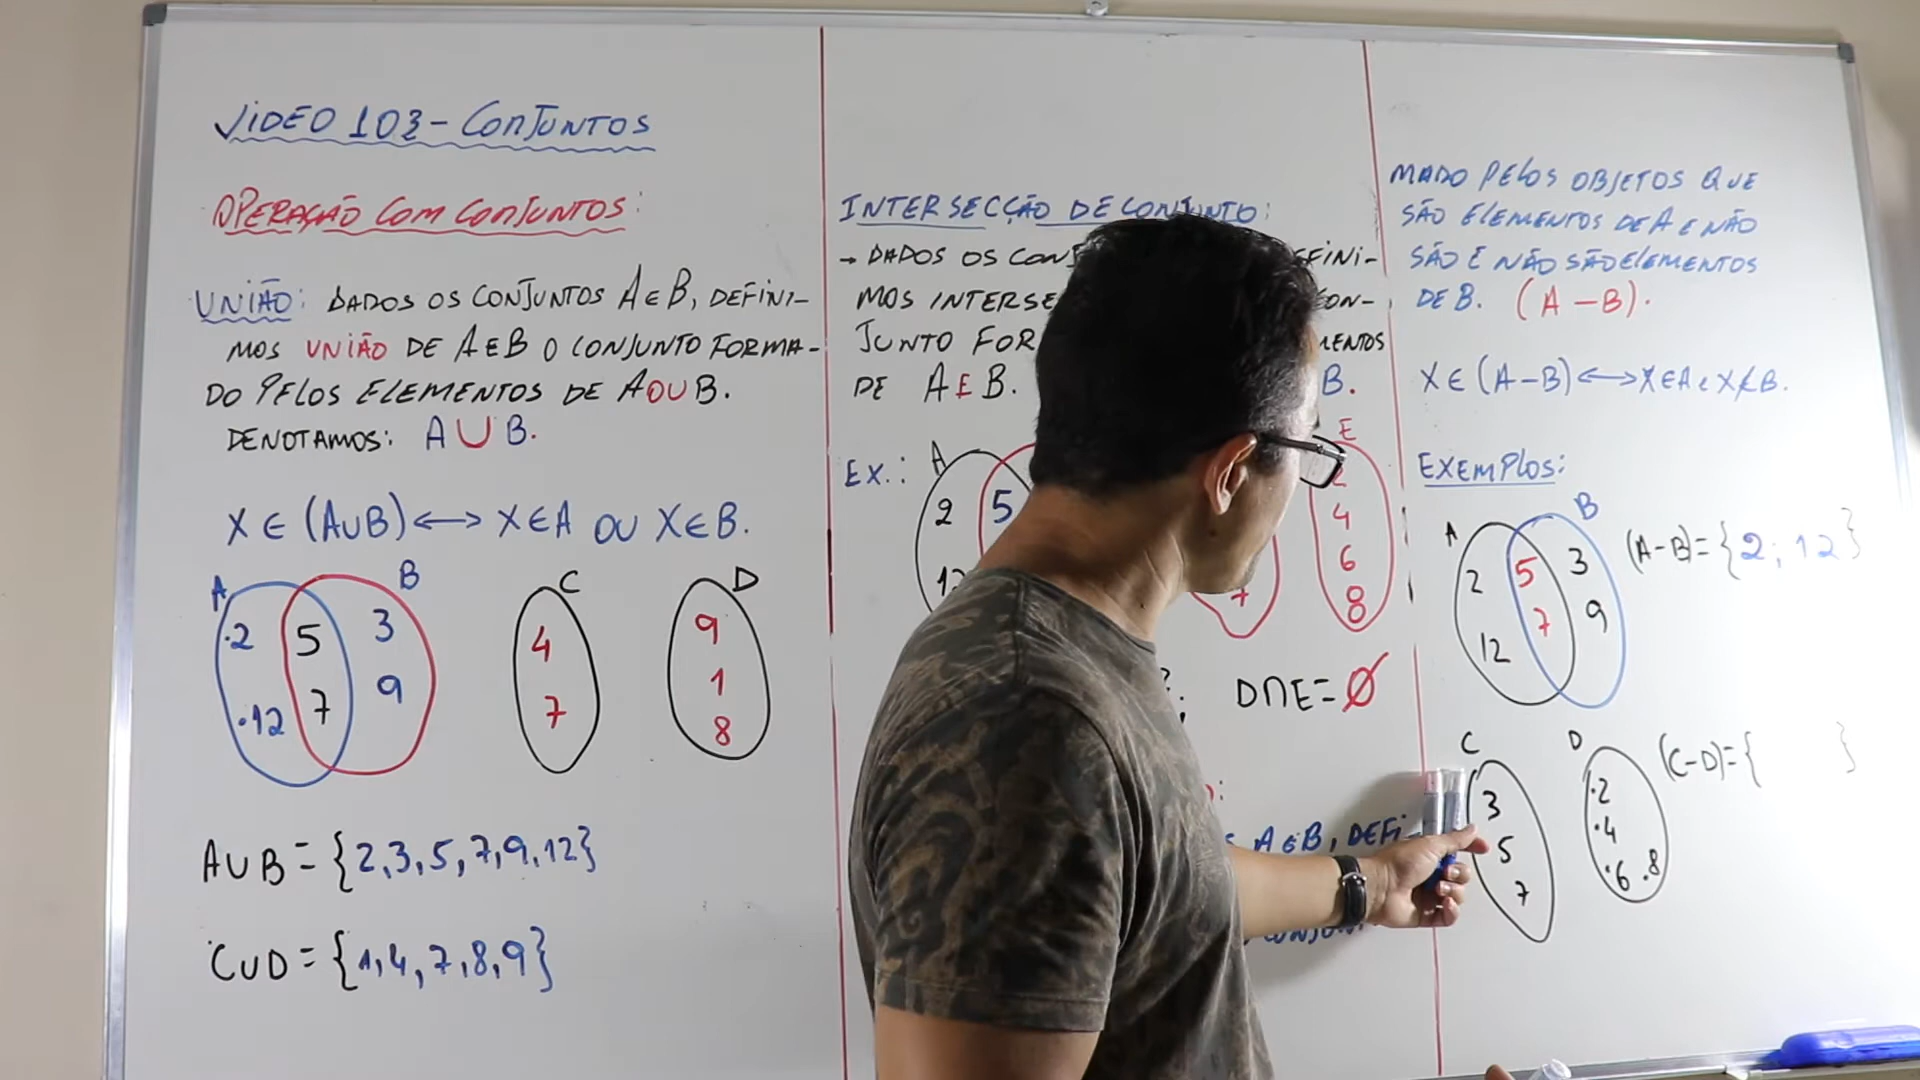 VIDEO 103 - CONJUNTOS
OPERAÇÃO COM CONJUNTOS:
UNIÃO: DADOS OS CONJUNTOS A E B, DEFINI-
MOS UNIÃO DE A E B O CONJUNTO FORMA-
DO PELOS ELEMENTOS DE A OU B.
DENOTAMOS: A ∪ B.
X ∈ (A∪B) ⟷ X∈A OU X∈B.
A B C D
·2 5 3 4 9
7 9 1
·12 7 8
A∪B = {2,3,5,7,9,12}
C∪D = {1,4,7,8,9}
INTERSECÇÃO DE CONJUNTO:
→ DADOS OS FINI-
MOS CON-
JUNTO
DE A E B. B.
EX.: A E
2 5 2
4
6
7 8
D∩E = ∅
A E B, DEFI-
MADO PELOS OBJETOS QUE
SÃO ELEMENTOS DE A E NÃO
SÃO E NÃO SÃO ELEMENTOS
DE B. (A - B).
X ∈ (A-B) ⟷ X∈A e X∉B.
EXEMPLOS:
A B
2 5 3
12 7 9
(A-B) = {2; 12}
C D
3 ·2
5 ·4
7 ·6 ·8
(C-D) = { }